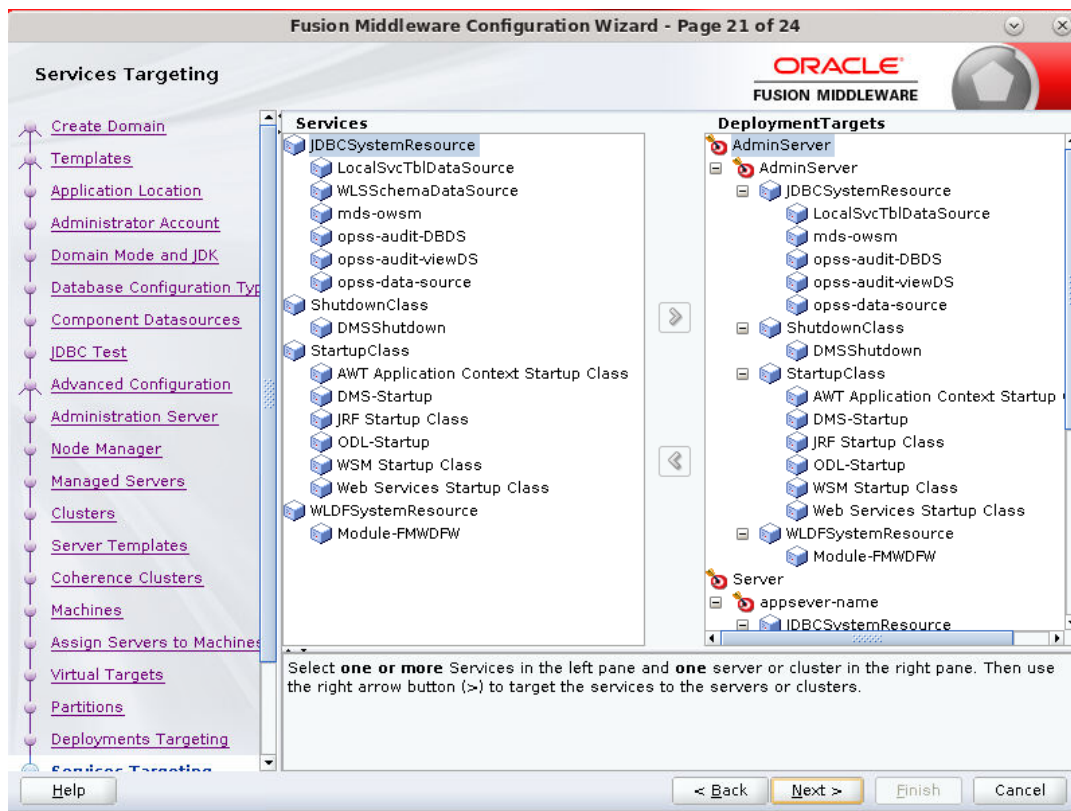 Fusion Middleware Configuration Wizard - Page 21 of 24
Services Targeting
ORACLE
FUSION MIDDLEWARE
Create Domain
Templates
Application Location
Administrator Account
Domain Mode and JDK
Database Configuration Typ
Component Datasources
JDBC Test
Advanced Configuration
Administration Server
Node Manager
Managed Servers
Clusters
Server Templates
Coherence Clusters
Machines
Assign Servers to Machines
Virtual Targets
Partitions
Deployments Targeting
Services Targeting
Services
JDBCSystemResource
LocalSvcTblDataSource
WLSSchemaDataSource
mds-owsm
opss-audit-DBDS
opss-audit-viewDS
opss-data-source
ShutdownClass
DMSShutdown
StartupClass
AWT Application Context Startup Class
DMS-Startup
JRF Startup Class
ODL-Startup
WSM Startup Class
Web Services Startup Class
WLDFSystemResource
Module-FMWDFW
DeploymentTargets
AdminServer
AdminServer
JDBCSystemResource
LocalSvcTblDataSource
mds-owsm
opss-audit-DBDS
opss-audit-viewDS
opss-data-source
ShutdownClass
DMSShutdown
StartupClass
AWT Application Context Startup
DMS-Startup
JRF Startup Class
ODL-Startup
WSM Startup Class
Web Services Startup Class
WLDFSystemResource
Module-FMWDFW
Server
appsever-name
JDBCSystemResource
Select one or more Services in the left pane and one server or cluster in the right pane. Then use
the right arrow button (>) to target the services to the servers or clusters.
Help
< Back
Next >
Finish
Cancel